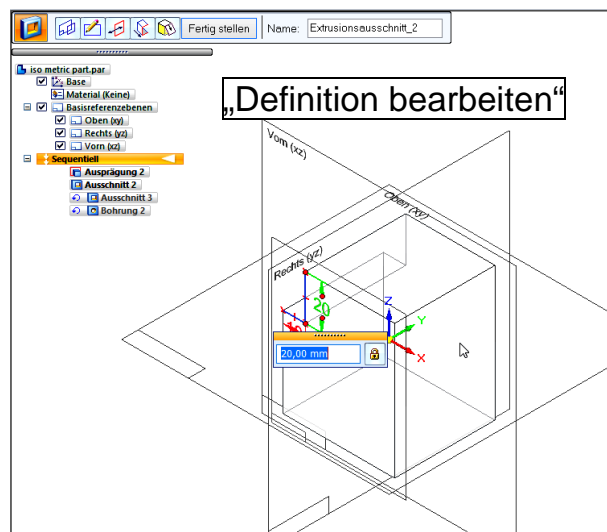 Fertig stellen
Name: Extrusionsausschnitt_2
iso metric part.par
Base
Material (Keine)
Basisreferenzebenen
Oben (xy)
Rechts (yz)
Vorn (xz)
Sequentiell
Ausprägung 2
Ausschnitt 2
Ausschnitt 3
Bohrung 2
„Definition bearbeiten“
Vorn (xz)
Oben (xy)
Rechts (yz)
20
Z
Y
X
20,00 mm